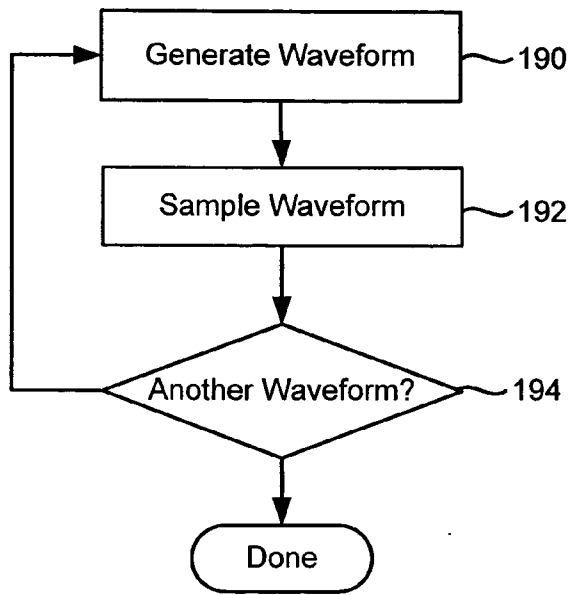 Generate Waveform
190
Sample Waveform
192
Another Waveform?
194
Done